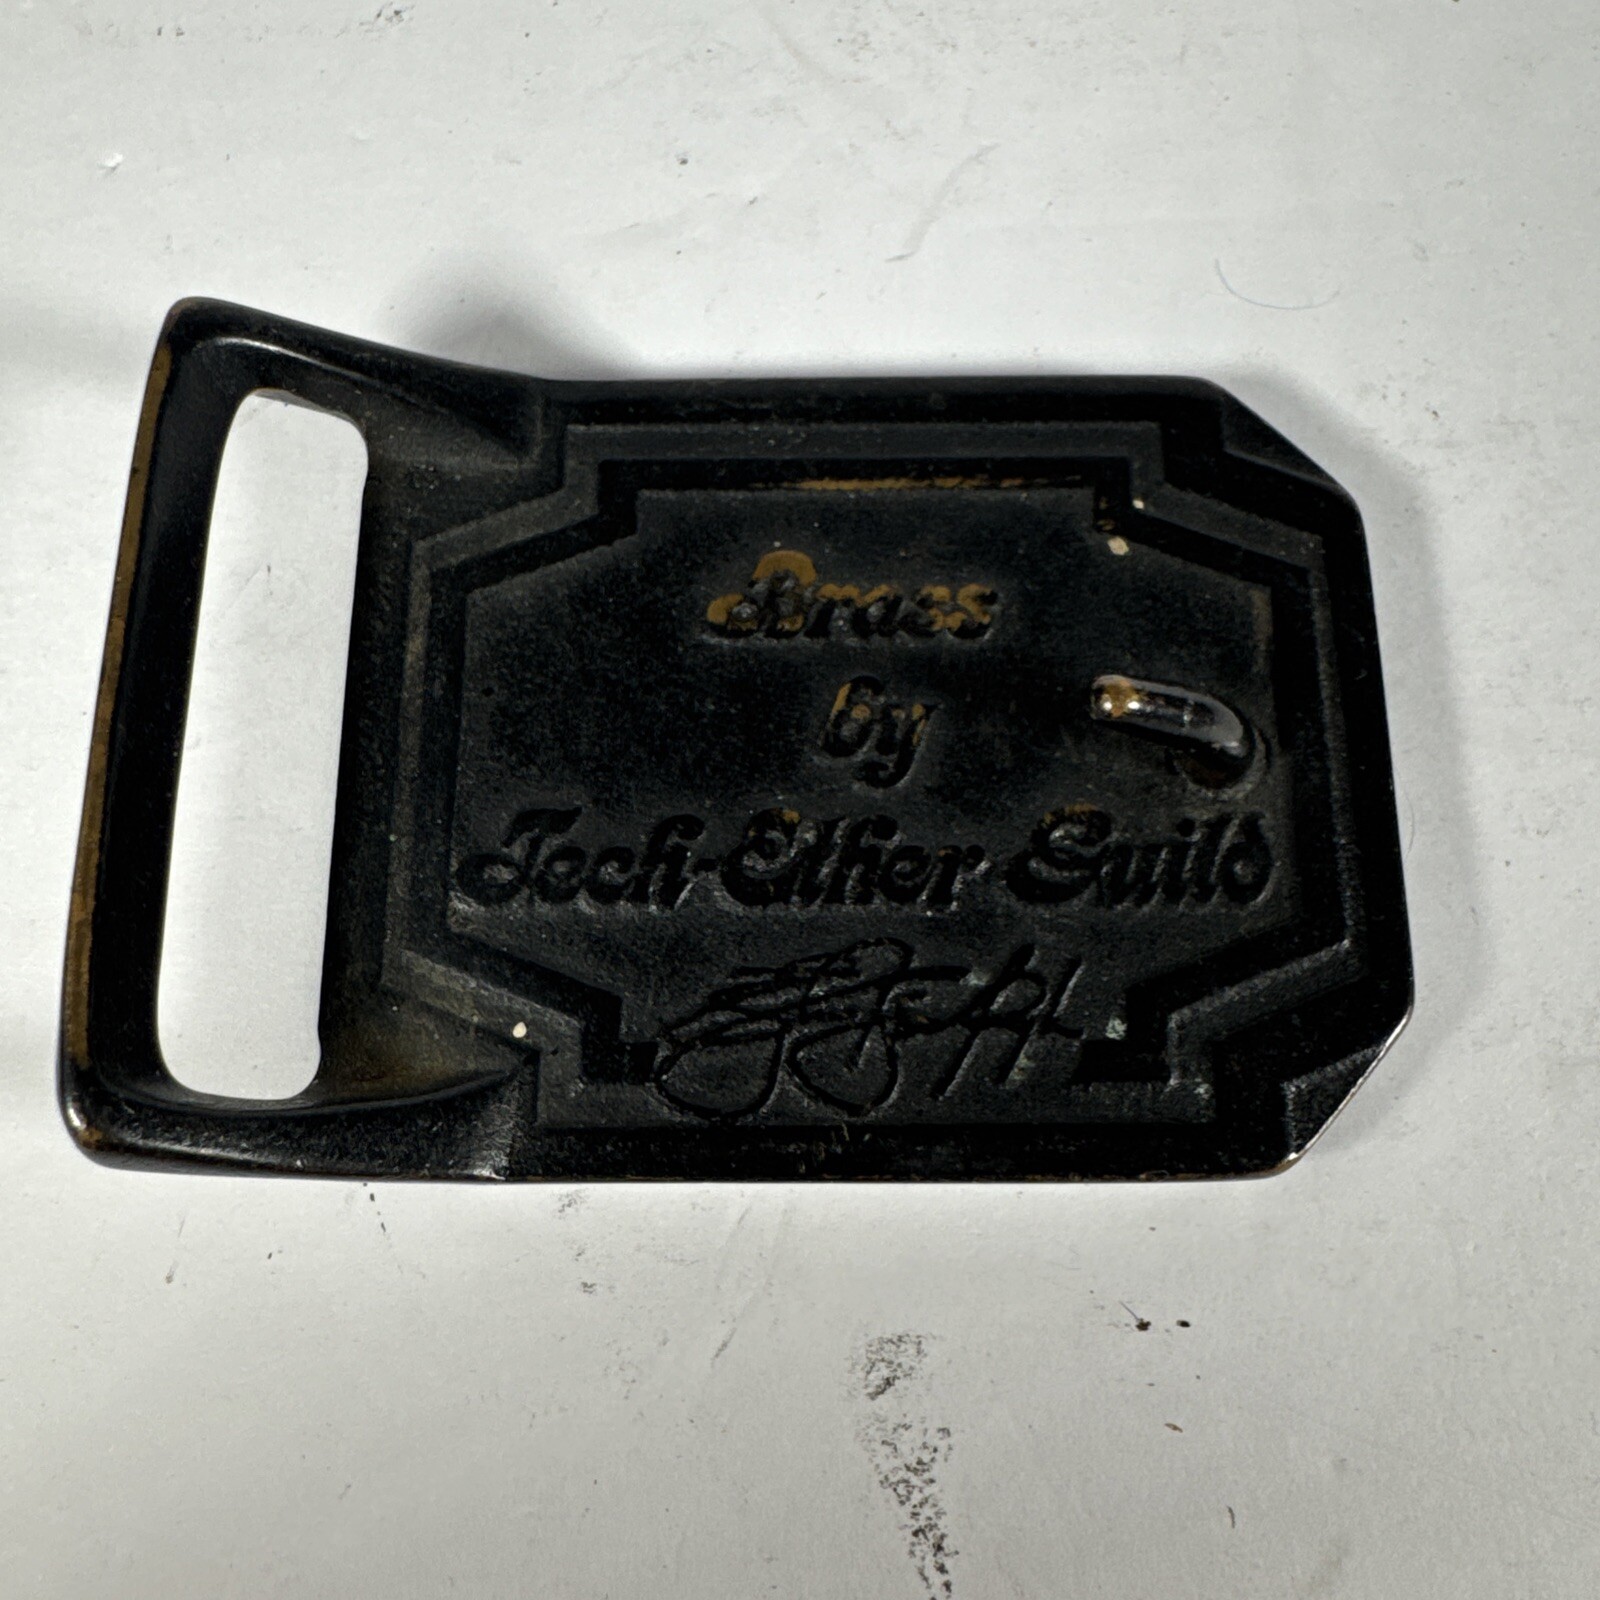 Brass
by
Tech-Ether Guild